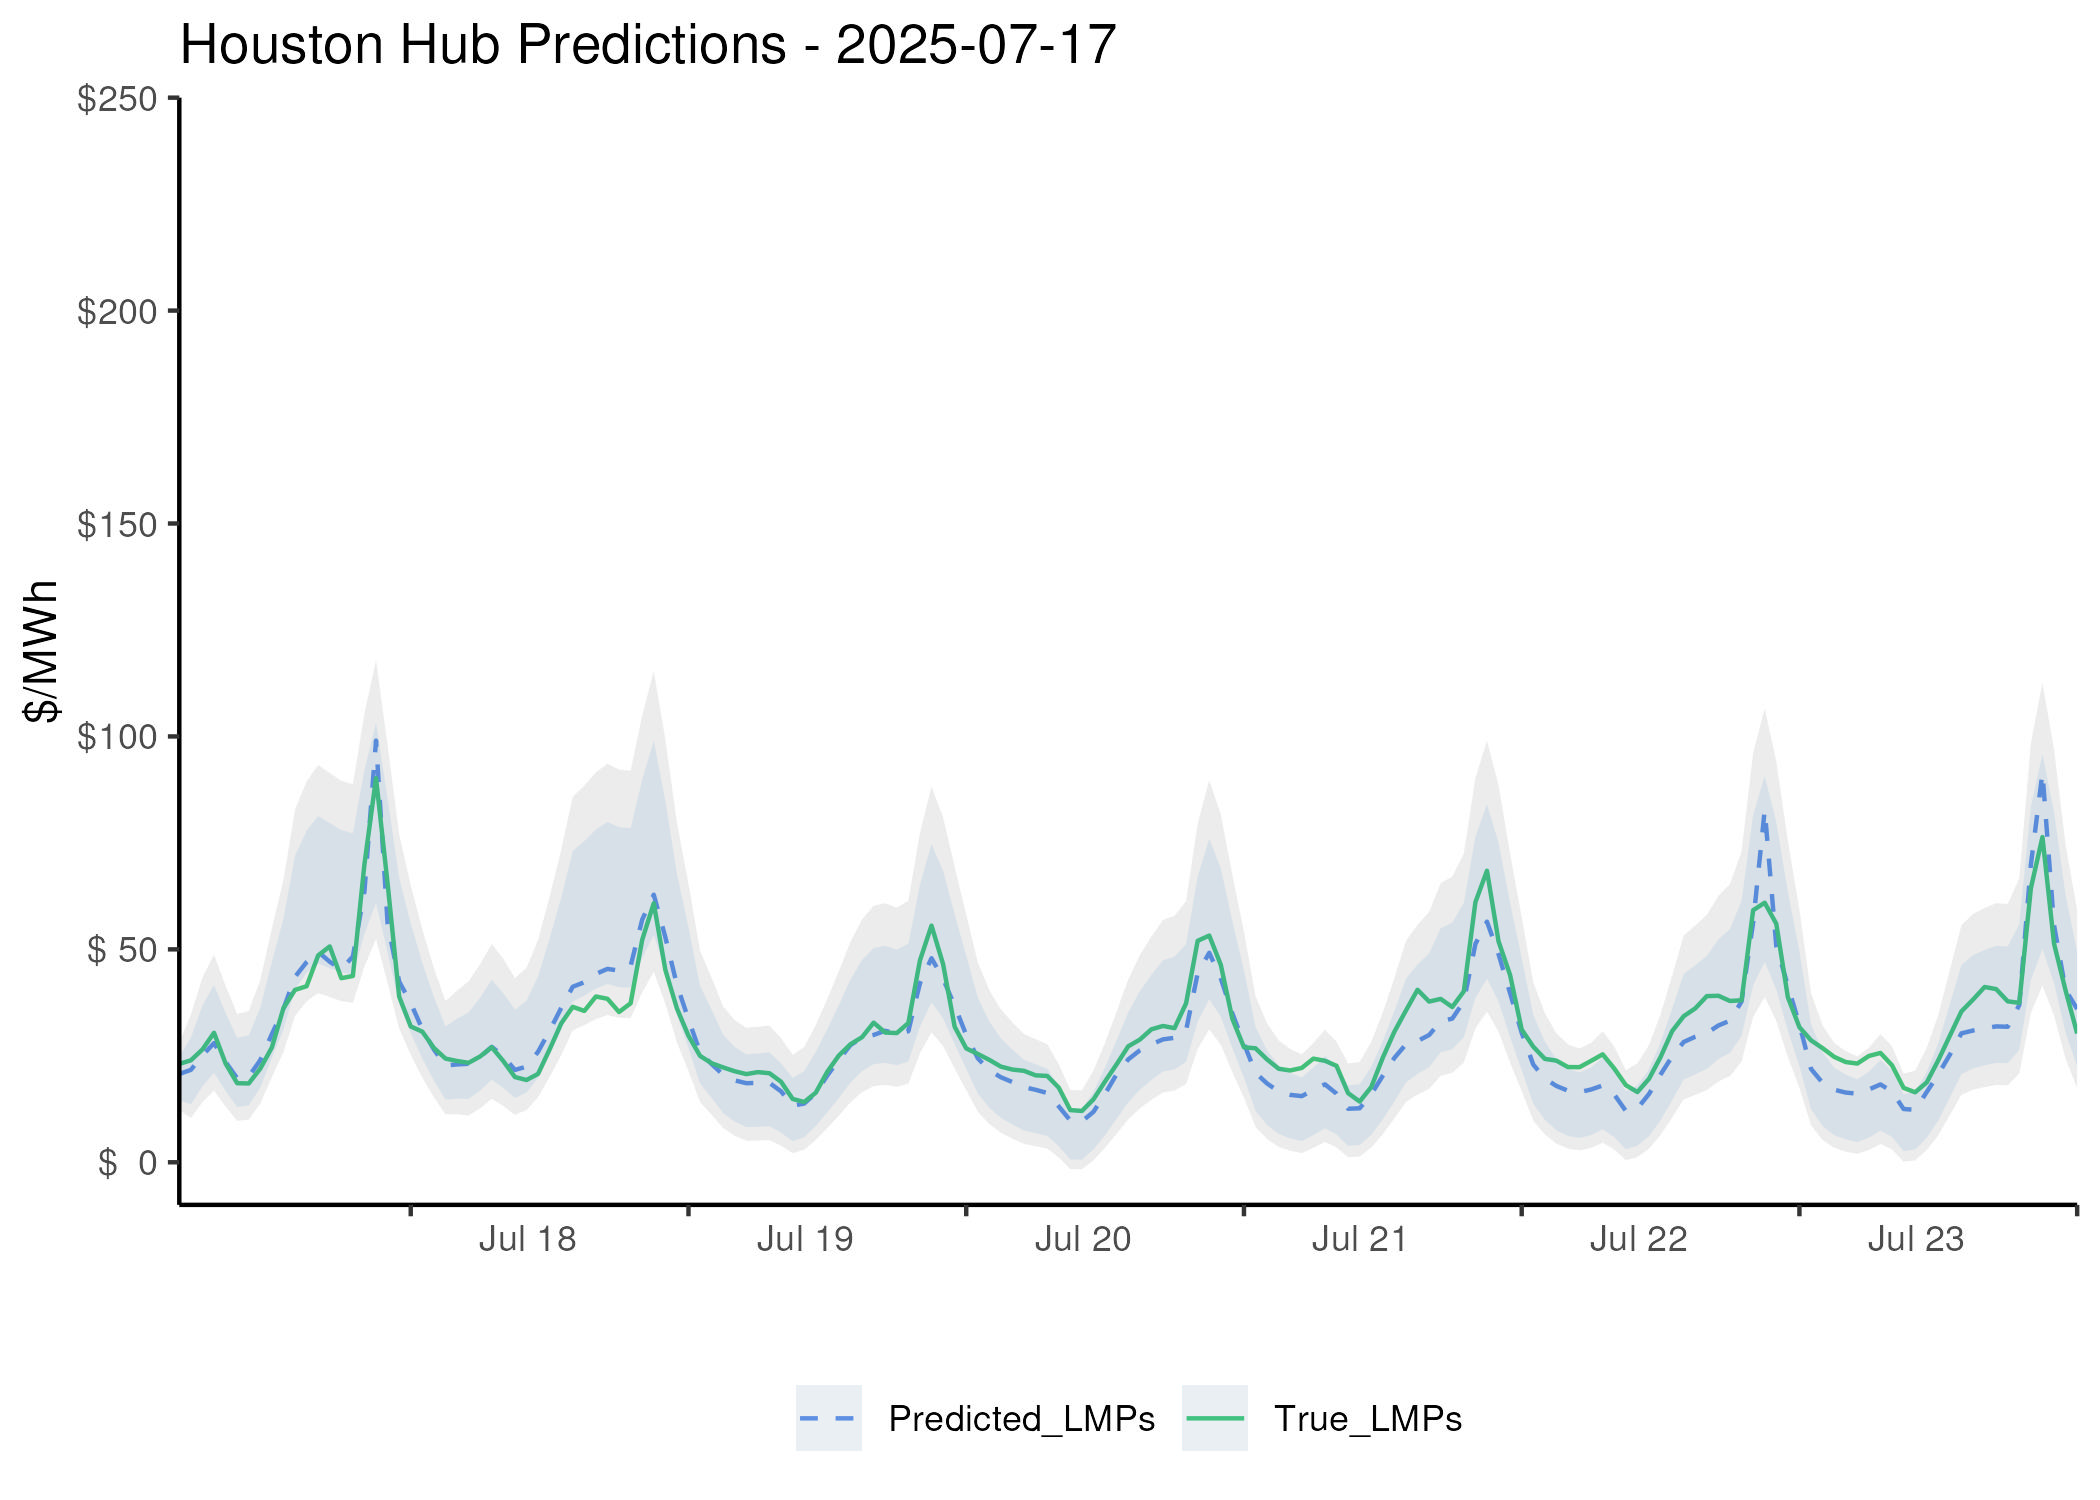 Houston Hub Predictions - 2025-07-17
$250
$200
$150
$100
$ 50
$  0
$/MWh
Jul 18
Jul 19
Jul 20
Jul 21
Jul 22
Jul 23
Predicted_LMPs
True_LMPs